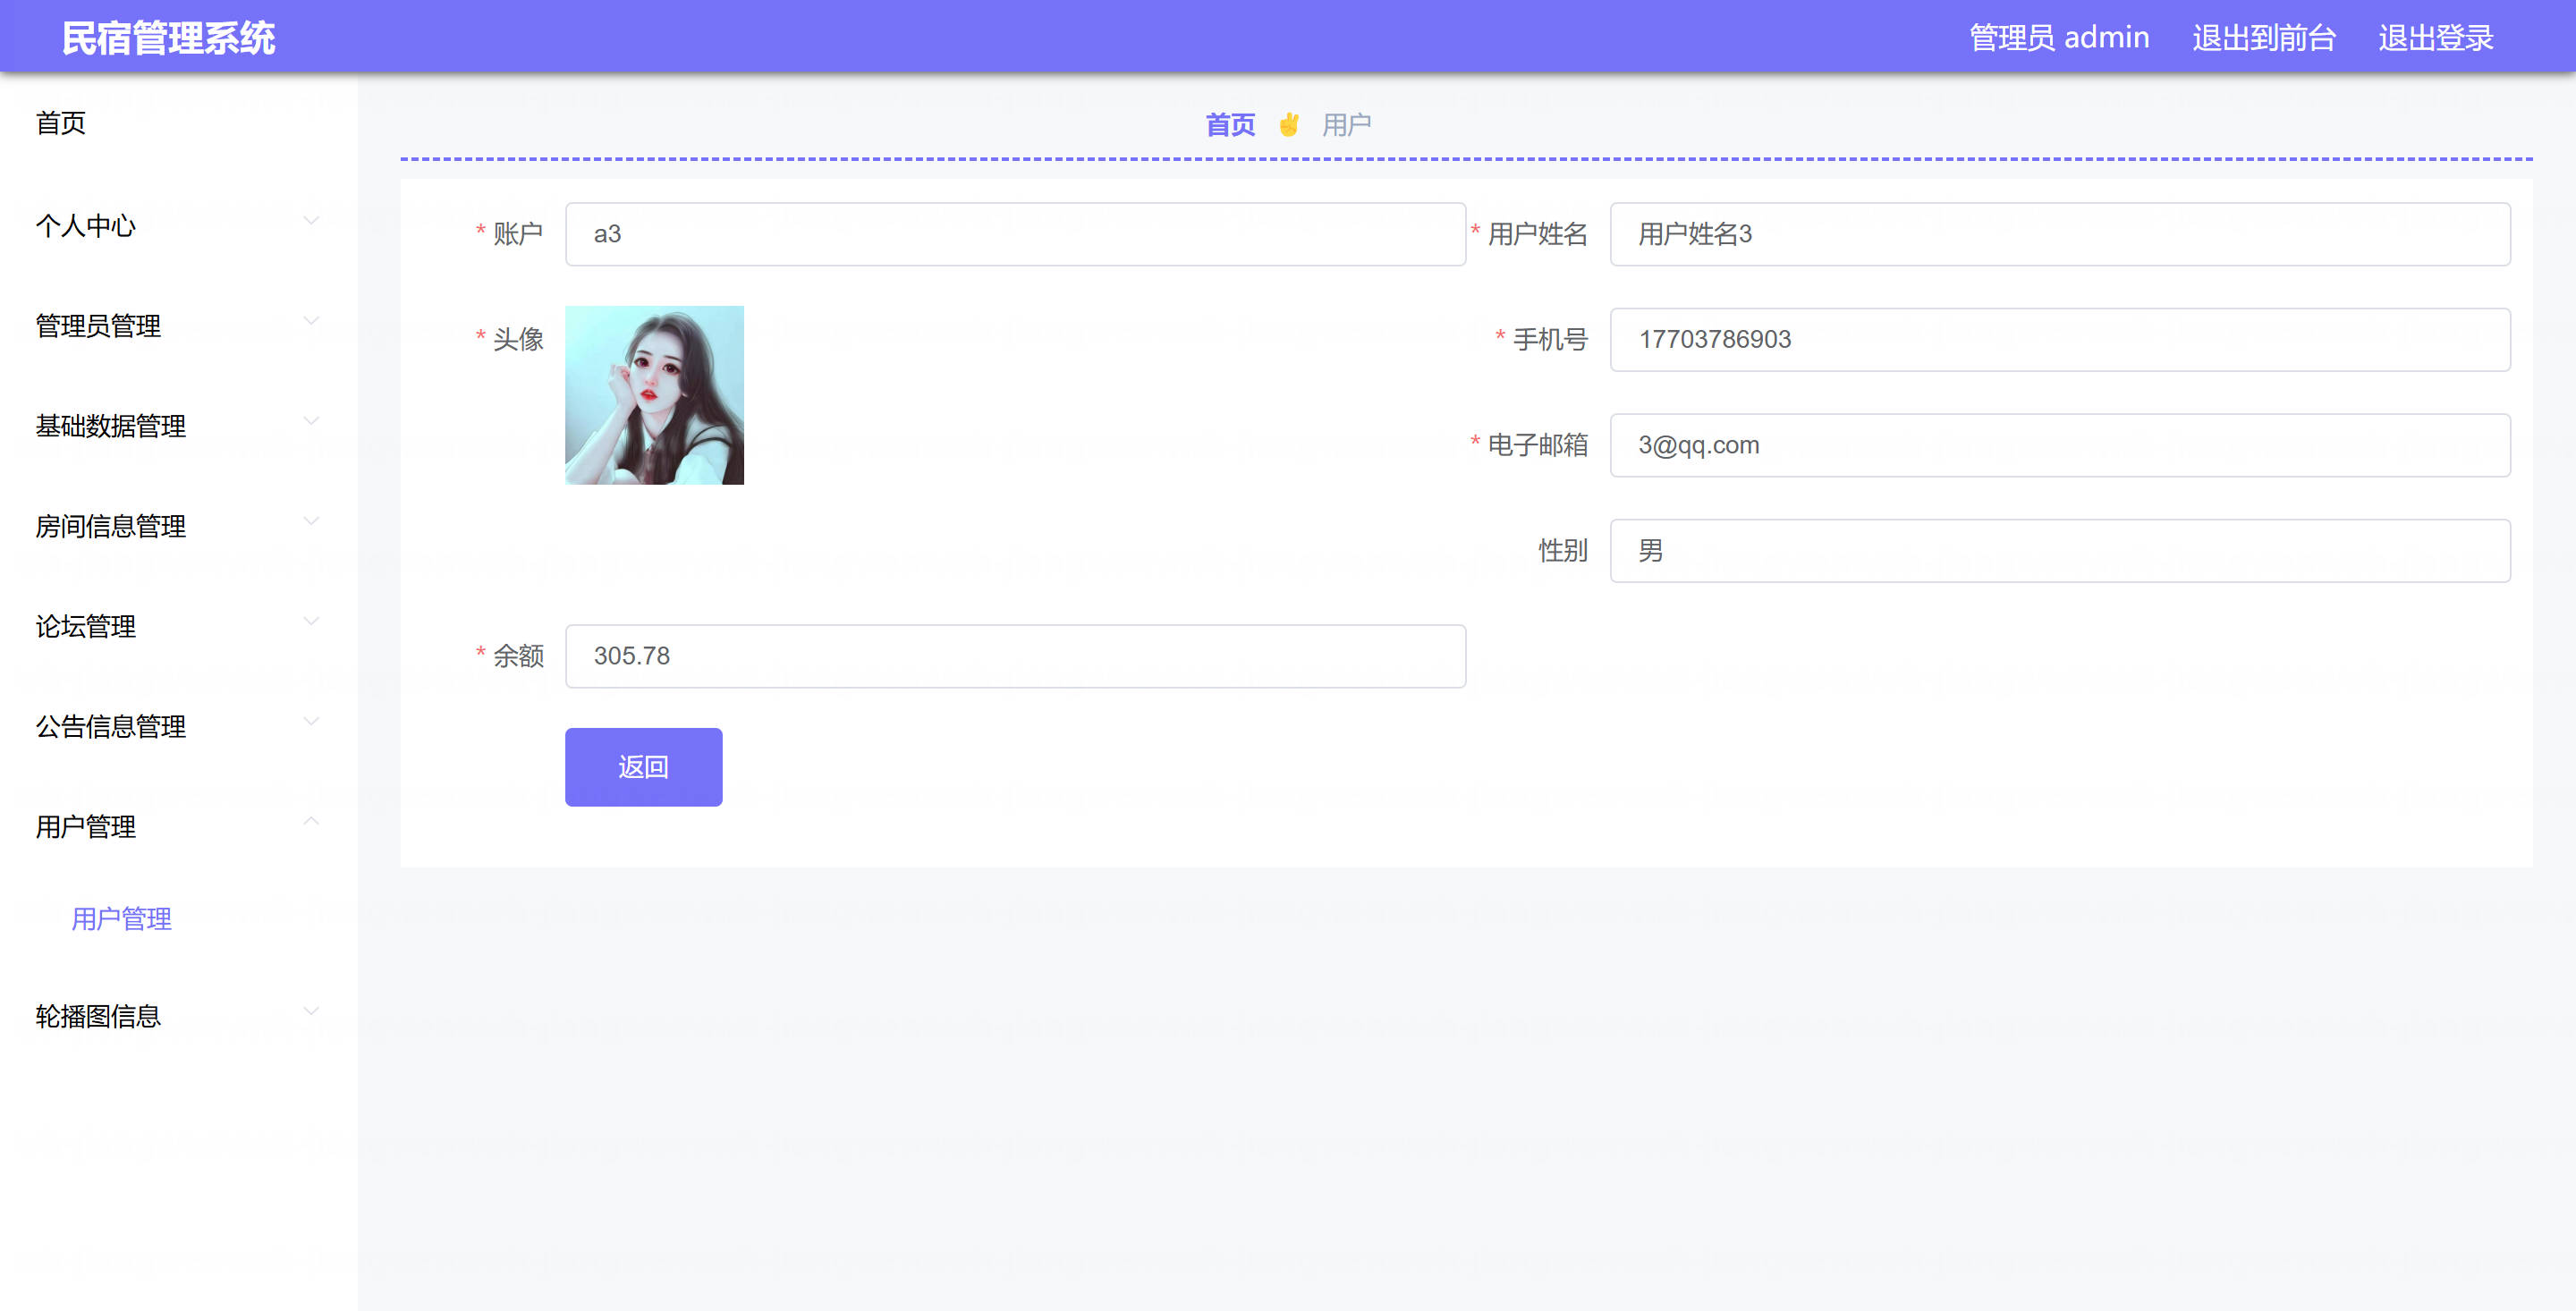 民宿管理系统
管理员 admin 退出到前台 退出登录
首页
个人中心
管理员管理
基础数据管理
房间信息管理
论坛管理
公告信息管理
用户管理
用户管理
轮播图信息
首页 ✌ 用户
* 账户 a3
* 用户姓名 用户姓名3
* 头像
* 手机号 17703786903
* 电子邮箱 3@qq.com
性别 男
* 余额 305.78
返回